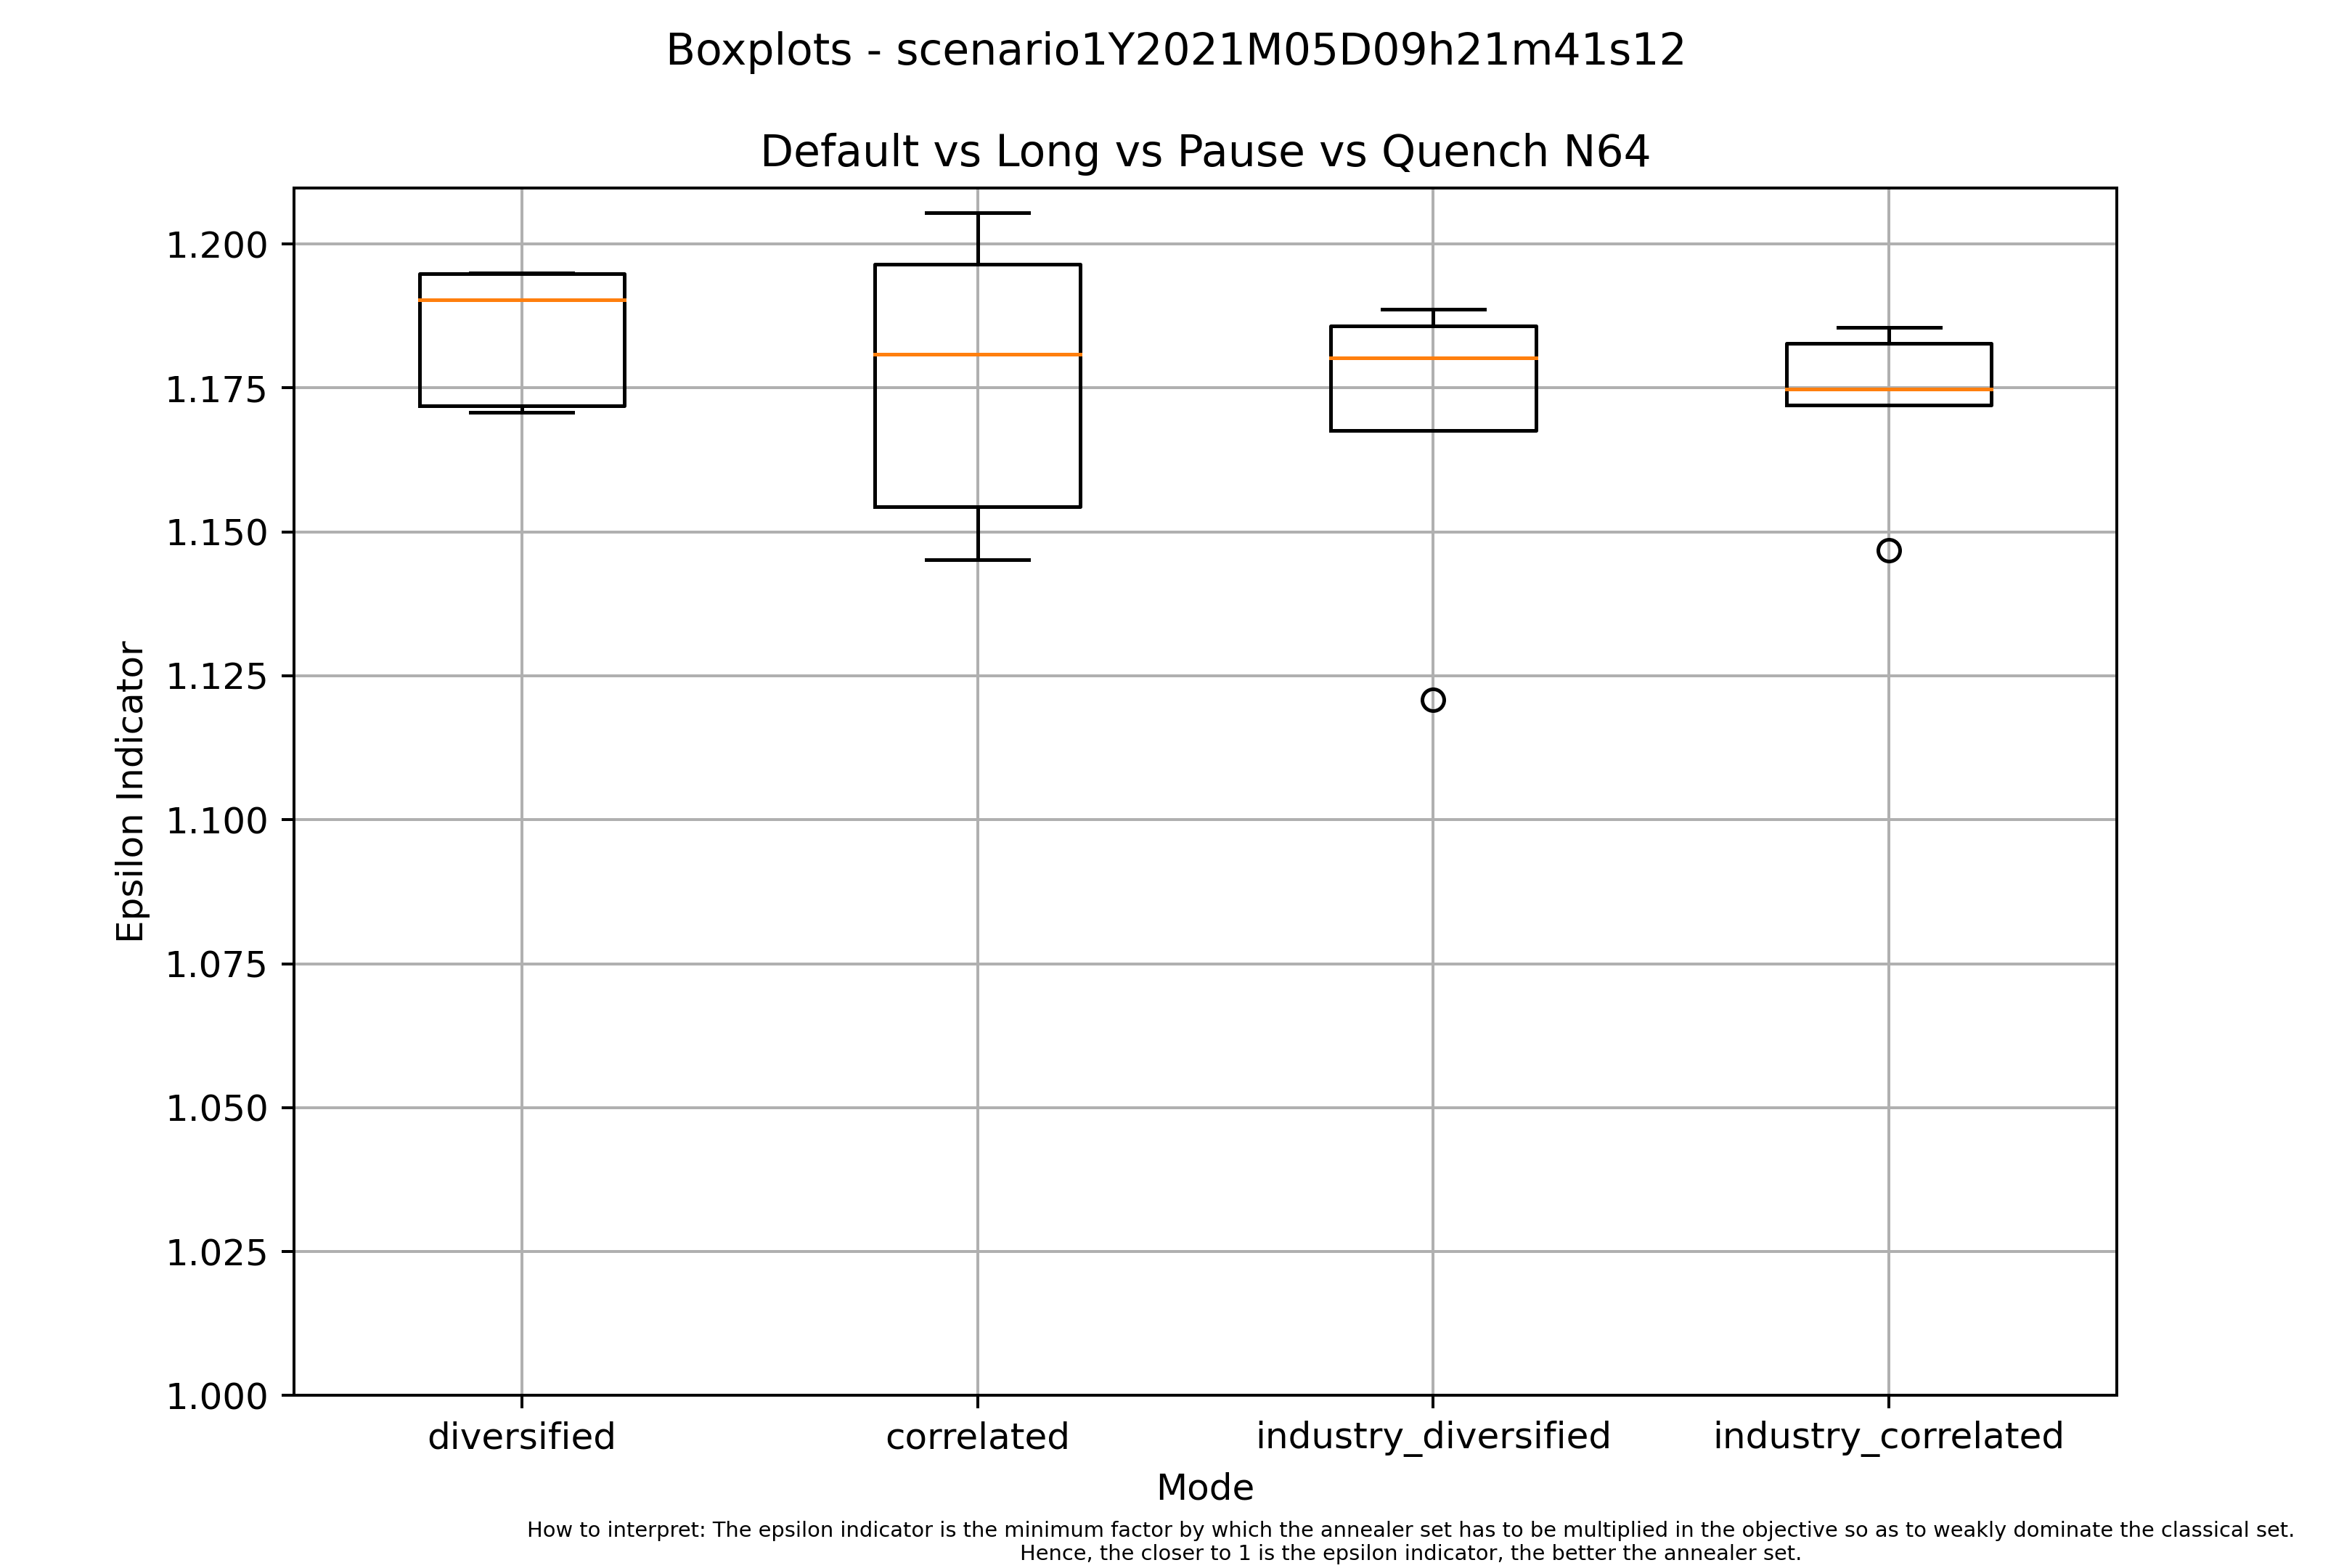 Boxplots - scenario1Y2021M05D09h21m41s12
Default vs Long vs Pause vs Quench N64
1.200
1.175
1.150
1.125
1.100
1.075
1.050
1.025
1.000
Epsilon Indicator
diversified correlated industry_diversified industry_correlated
Mode
How to interpret: The epsilon indicator is the minimum factor by which the annealer set has to be multiplied in the objective so as to weakly dominate the classical set.
Hence, the closer to 1 is the epsilon indicator, the better the annealer set.